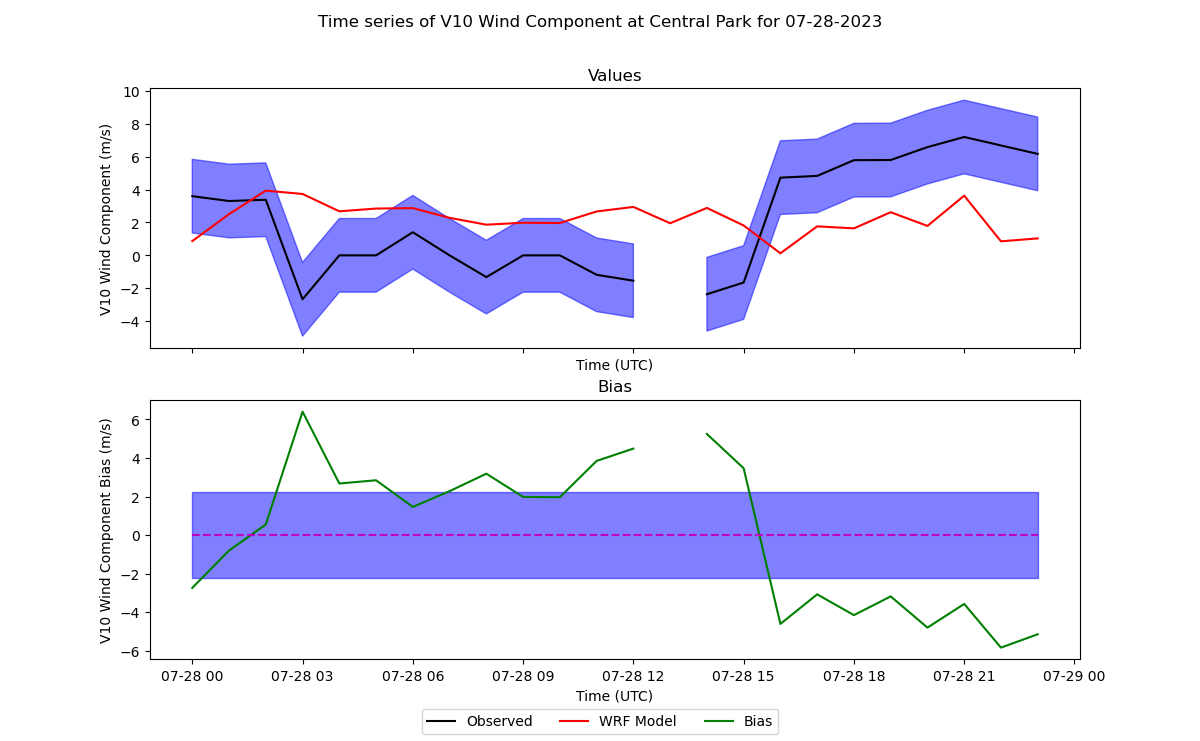 Time series of V10 Wind Component at Central Park for 07-28-2023
Values
V10 Wind Component (m/s)
10
8
6
4
2
0
−2
−4
Time (UTC)
Bias
V10 Wind Component Bias (m/s)
6
4
2
0
−2
−4
−6
07-28 00 07-28 03 07-28 06 07-28 09 07-28 12 07-28 15 07-28 18 07-28 21 07-29 00
Time (UTC)
Observed WRF Model Bias